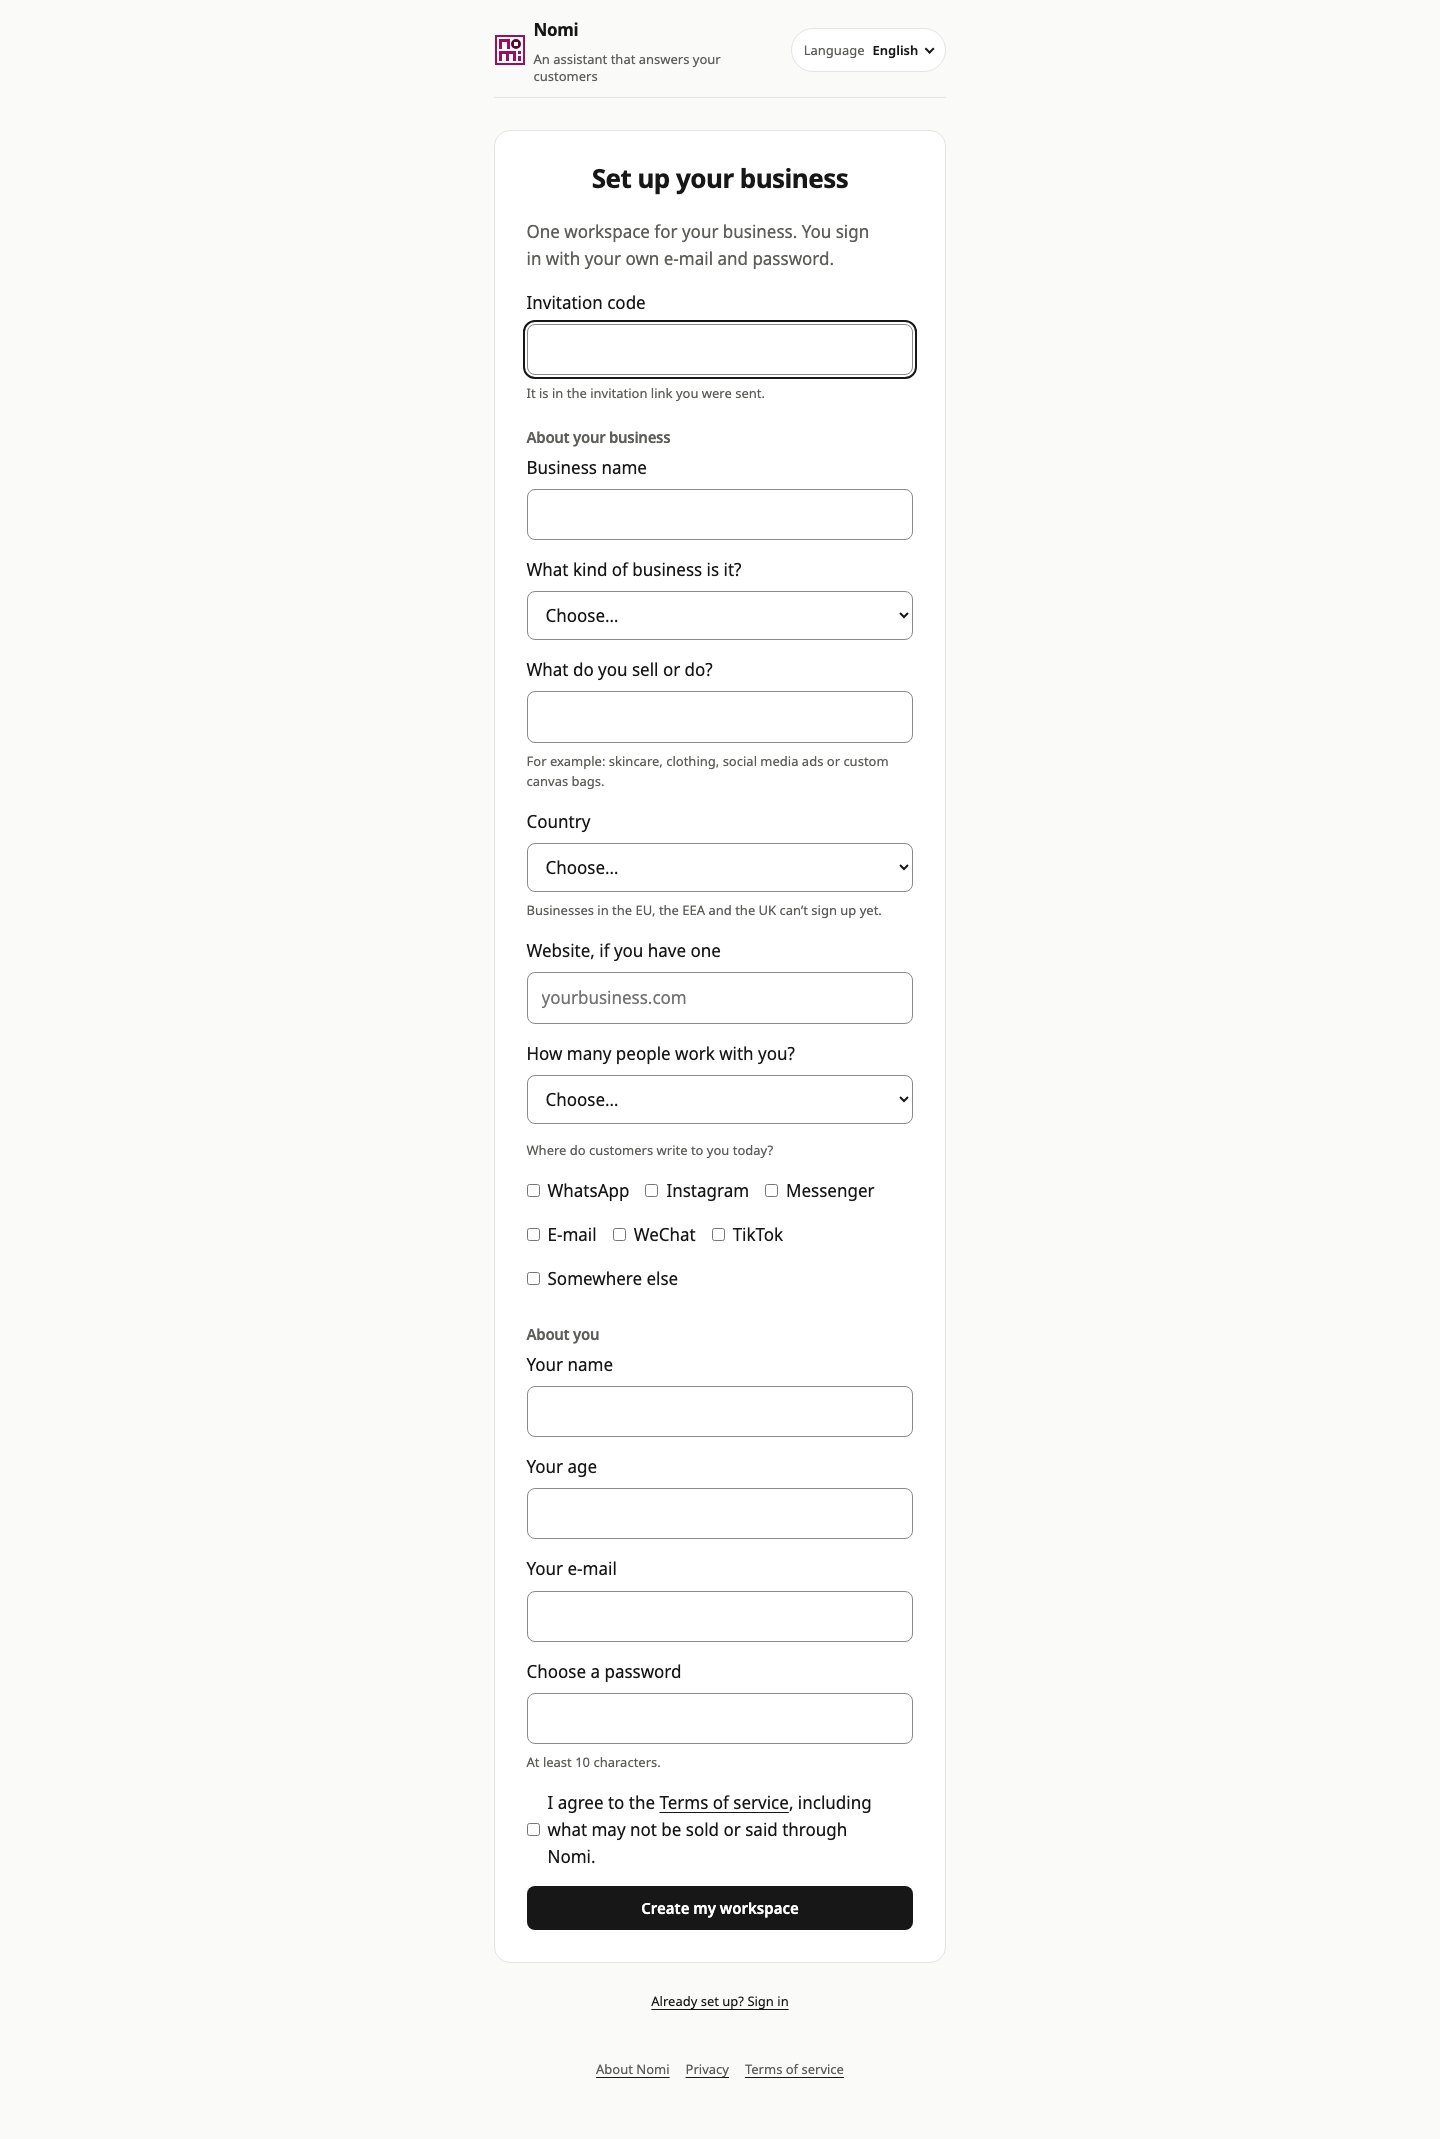 nomi
Nomi
An assistant that answers your
customers
Language English
Set up your business
One workspace for your business. You sign
in with your own e-mail and password.
Invitation code
It is in the invitation link you were sent.
About your business
Business name
What kind of business is it?
Choose...
What do you sell or do?
For example: skincare, clothing, social media ads or custom
canvas bags.
Country
Choose...
Businesses in the EU, the EEA and the UK can’t sign up yet.
Website, if you have one
yourbusiness.com
How many people work with you?
Choose...
Where do customers write to you today?
WhatsApp Instagram Messenger
E-mail WeChat TikTok
Somewhere else
About you
Your name
Your age
Your e-mail
Choose a password
At least 10 characters.
I agree to the Terms of service, including
what may not be sold or said through
Nomi.
Create my workspace
Already set up? Sign in
About Nomi Privacy Terms of service